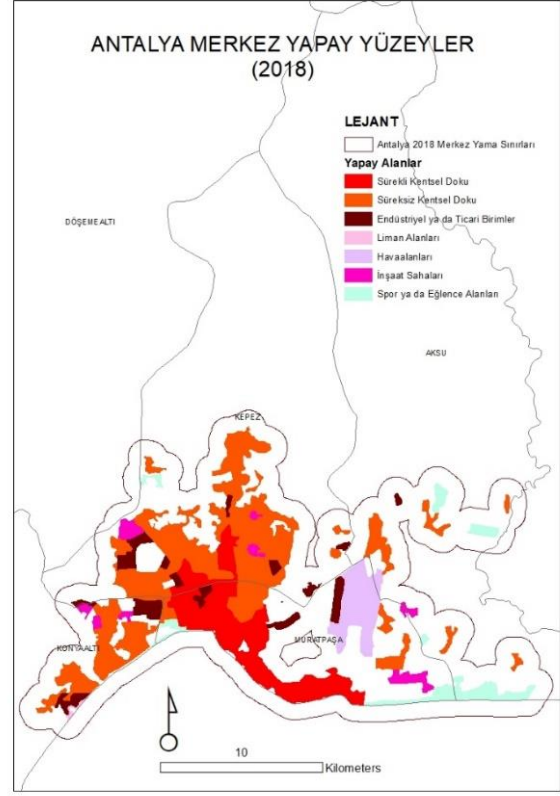 ANTALYA MERKEZ YAPAY YÜZEYLER
(2018)
LEJANT
Antalya 2018 Merkez Yama Sınırları
Yapay Alanlar
Sürekli Kentsel Doku
Süreksiz Kentsel Doku
Endüstriyel ya da Ticari Birimler
Liman Alanları
Havaalanları
İnşaat Sahaları
Spor ya da Eğlence Alanları
DÖŞEMEALTI
AKSU
KEPEZ
MURATPAŞA
KONYAALTI
10
Kilometers